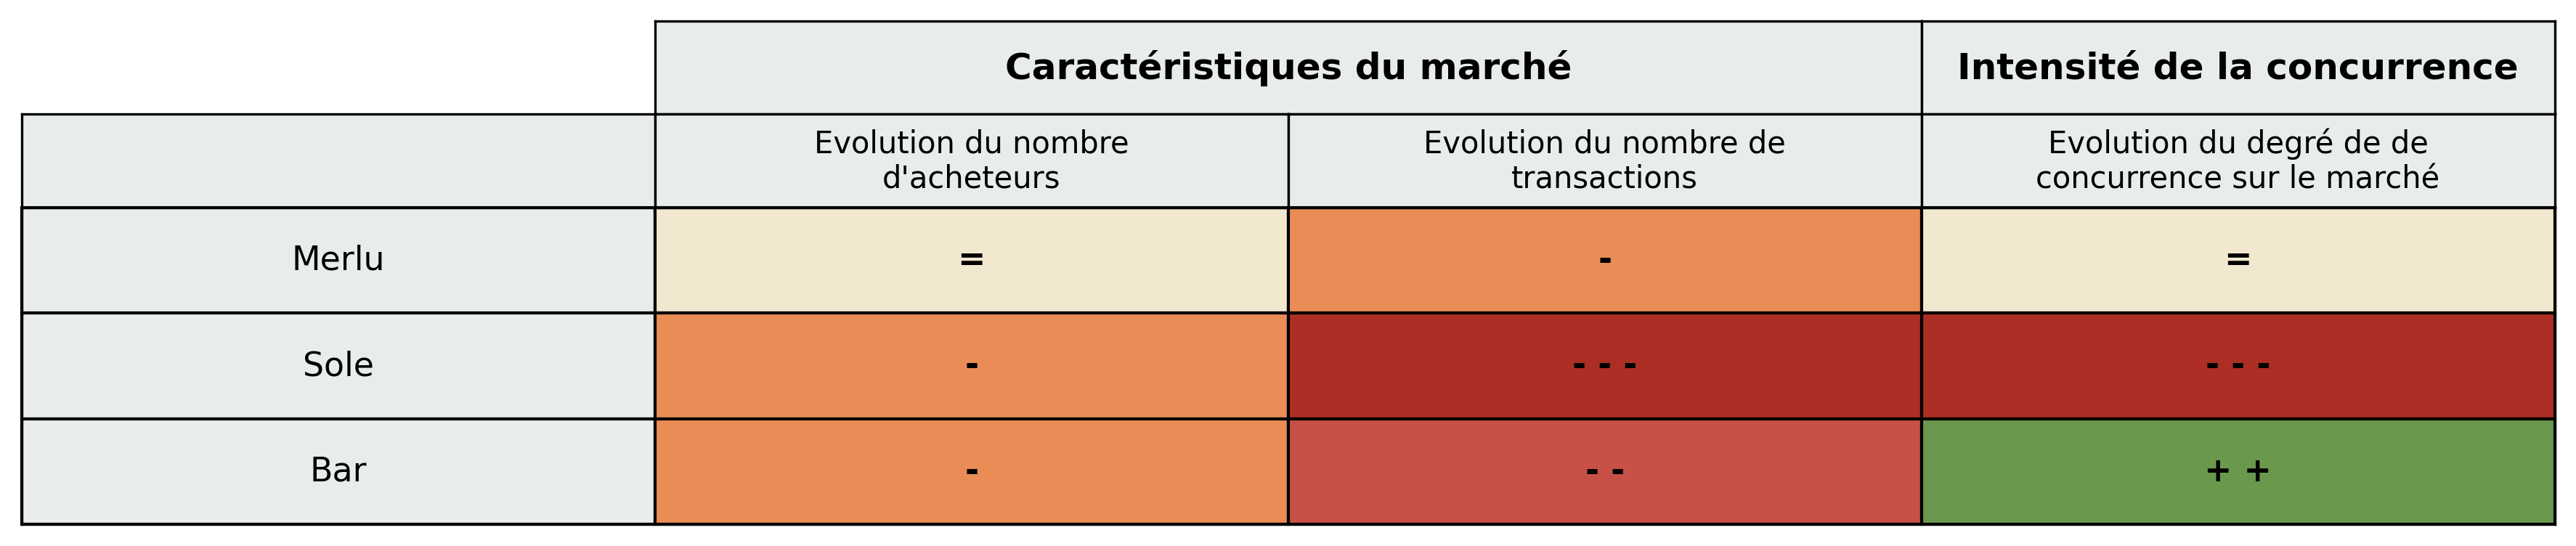 Caractéristiques du marché
Intensité de la concurrence
Evolution du nombre
d'acheteurs
Evolution du nombre de
transactions
Evolution du degré de de
concurrence sur le marché
Merlu
=
-
=
Sole
-
- - -
- - -
Bar
-
- -
+ +